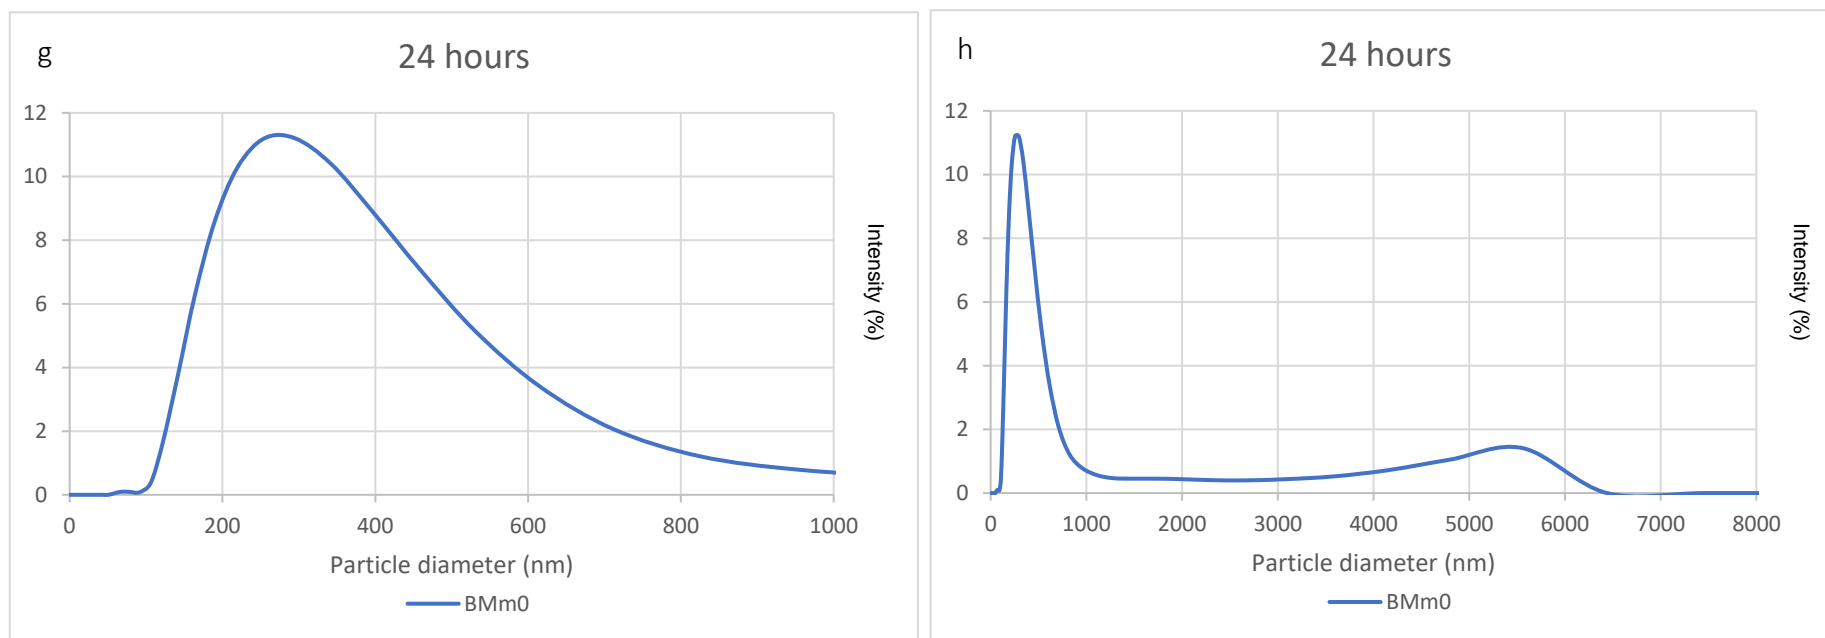 g
24 hours
12
10
8
6
4
2
0
0 200 400 600 800 1000
Particle diameter (nm)
BMm0
Intensity (%)
h
24 hours
12
10
8
6
4
2
0
0 1000 2000 3000 4000 5000 6000 7000 8000
Particle diameter (nm)
BMm0
Intensity (%)